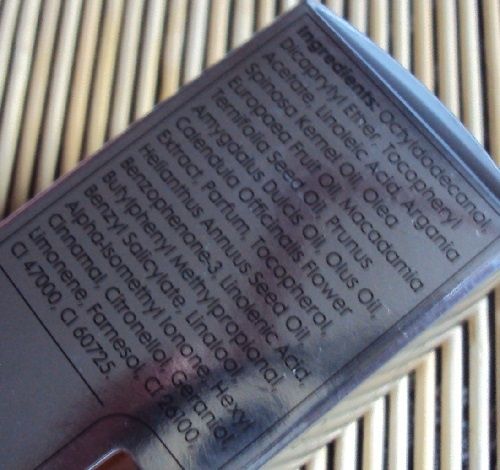 Ingredients: Octyldodecanol,
Dicaprylyl Ether, Tocopheryl
Acetate, Linoleic Acid, Argania
Spinosa Kernel Oil, Olea
Europaea Fruit Oil, Macadamia
Ternifolia Seed Oil, Prunus
Amygdalus Dulcis Oil, Olus Oil,
Calendula Officinalis Flower
Extract, Parfum, Tocopherol,
Helianthus Annuus Seed Oil,
Benzophenone-3, Linolenic Acid,
Butylphenyl Methylpropional,
Benzyl Salicylate, Linalool,
Alpha-Isomethyl Ionone, Hexyl
Cinnamal, Citronellol, Geraniol,
Limonene, Farnesol, CI 26100,
CI 47000, CI 60725.